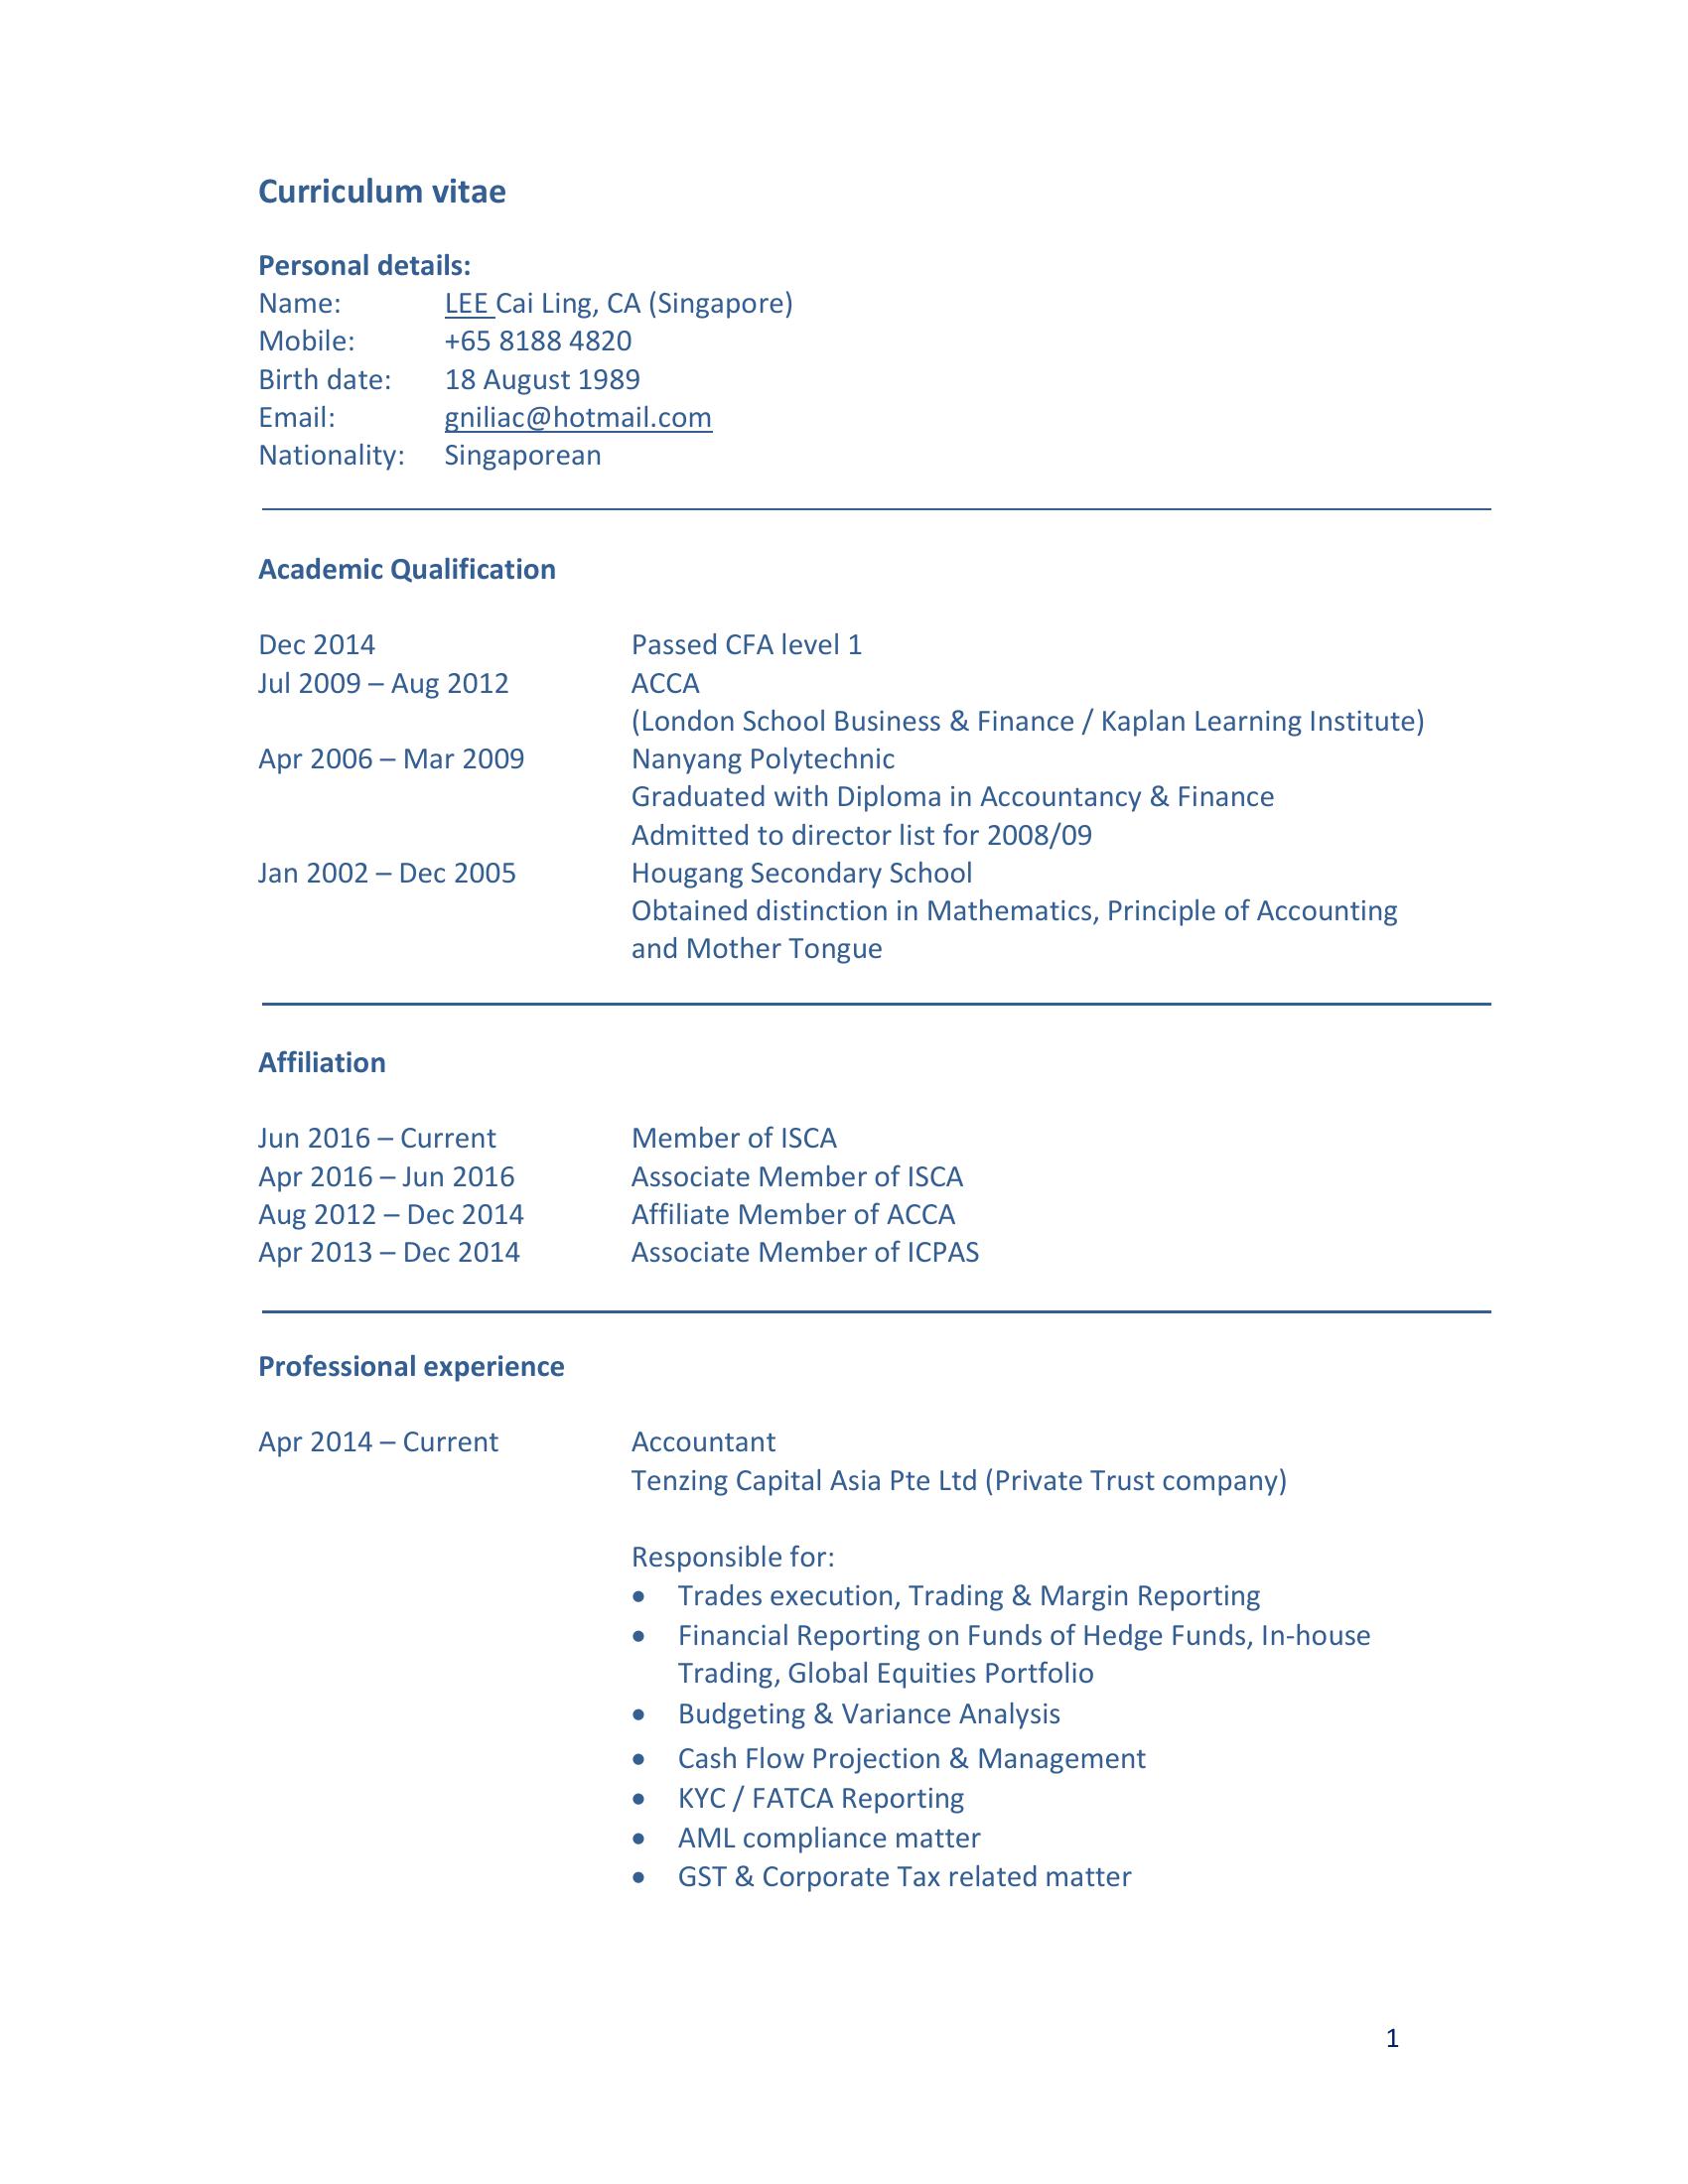 Curriculum vitae
Personal details:
Name: LEE Cai Ling, CA (Singapore)
Mobile: +65 8188 4820
Birth date: 18 August 1989
Email: gniliac@hotmail.com
Nationality: Singaporean
Academic Qualification
Dec 2014 Passed CFA level 1
Jul 2009 – Aug 2012 ACCA
(London School Business & Finance / Kaplan Learning Institute)
Apr 2006 – Mar 2009 Nanyang Polytechnic
Graduated with Diploma in Accountancy & Finance
Admitted to director list for 2008/09
Jan 2002 – Dec 2005 Hougang Secondary School
Obtained distinction in Mathematics, Principle of Accounting
and Mother Tongue
Affiliation
Jun 2016 – Current Member of ISCA
Apr 2016 – Jun 2016 Associate Member of ISCA
Aug 2012 – Dec 2014 Affiliate Member of ACCA
Apr 2013 – Dec 2014 Associate Member of ICPAS
Professional experience
Apr 2014 – Current Accountant
Tenzing Capital Asia Pte Ltd (Private Trust company)
Responsible for:
• Trades execution, Trading & Margin Reporting
• Financial Reporting on Funds of Hedge Funds, In-house
Trading, Global Equities Portfolio
• Budgeting & Variance Analysis
• Cash Flow Projection & Management
• KYC / FATCA Reporting
• AML compliance matter
• GST & Corporate Tax related matter
1